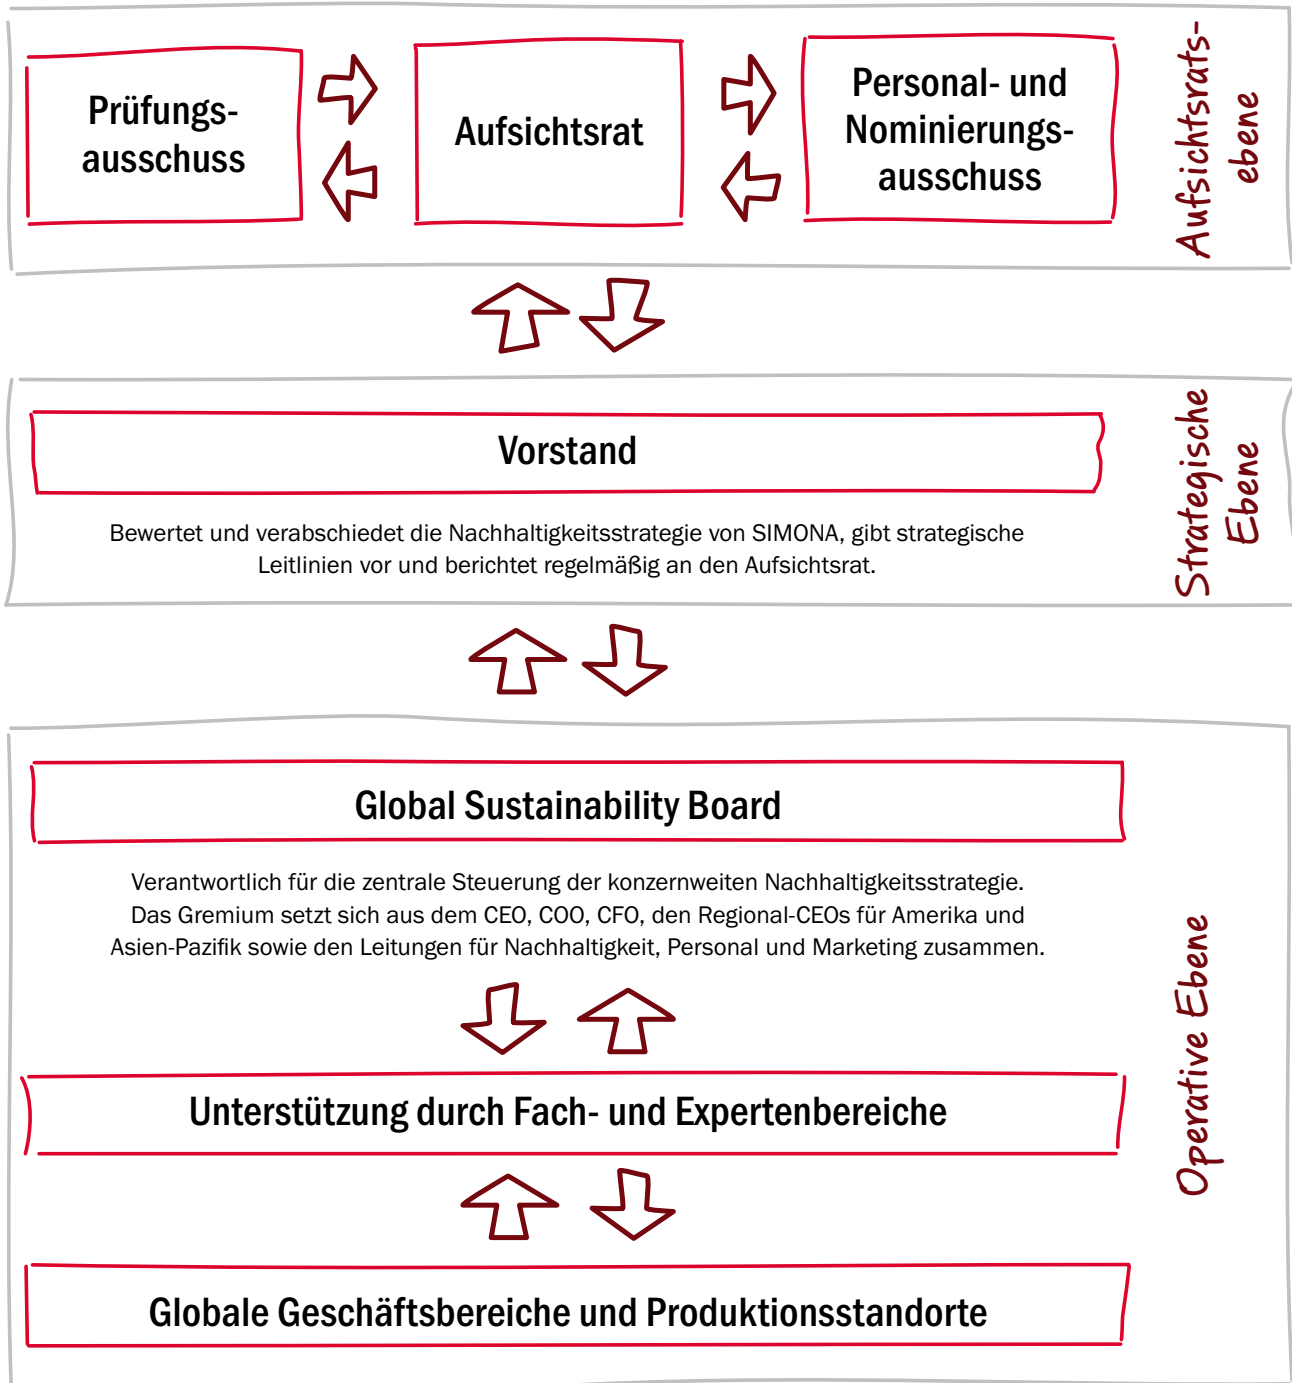 Prüfungs-
ausschuss
Aufsichtsrat
Personal- und
Nominierungs-
ausschuss
Aufsichtsrats-
ebene
Vorstand
Bewertet und verabschiedet die Nachhaltigkeitsstrategie von SIMONA, gibt strategische
Leitlinien vor und berichtet regelmäßig an den Aufsichtsrat.
Strategische
Ebene
Global Sustainability Board
Verantwortlich für die zentrale Steuerung der konzernweiten Nachhaltigkeitsstrategie.
Das Gremium setzt sich aus dem CEO, COO, CFO, den Regional-CEOs für Amerika und
Asien-Pazifik sowie den Leitungen für Nachhaltigkeit, Personal und Marketing zusammen.
Unterstützung durch Fach- und Expertenbereiche
Globale Geschäftsbereiche und Produktionsstandorte
Operative Ebene